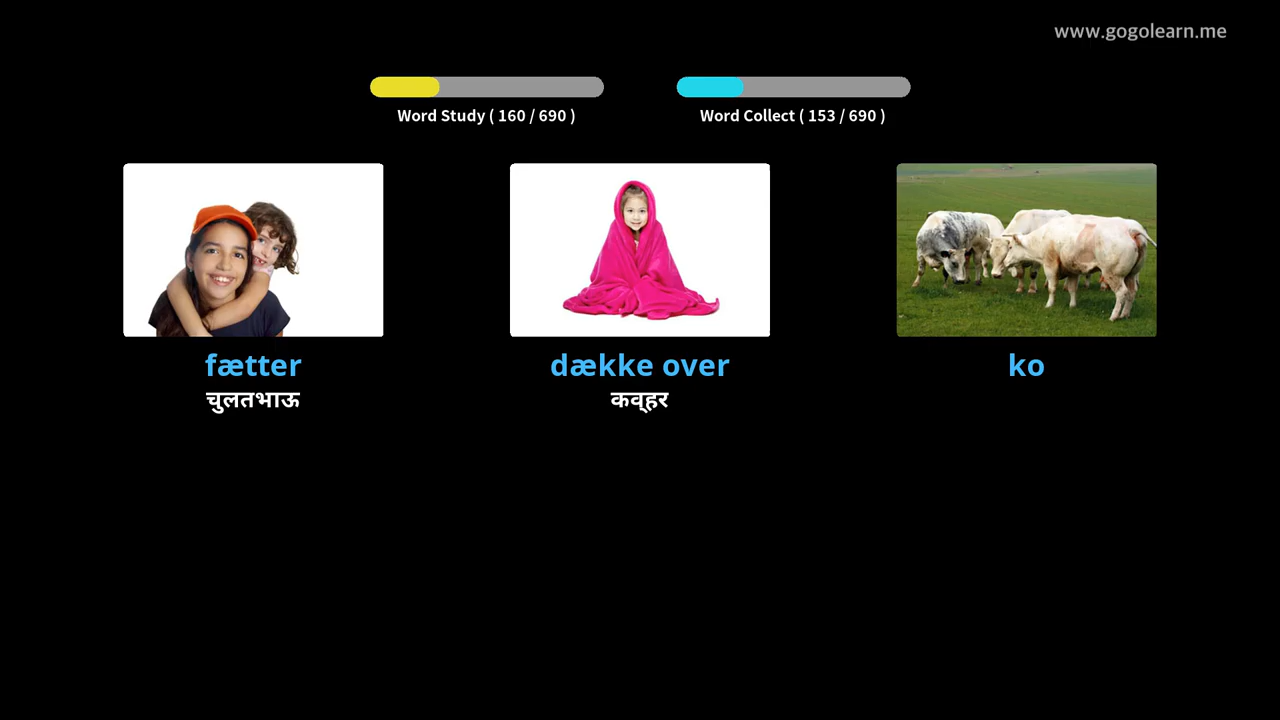 www.gogolearn.me
Word Study ( 160 / 690 )
Word Collect ( 153 / 690 )
fætter
चुलतभाऊ
dække over
कव्हर
ko